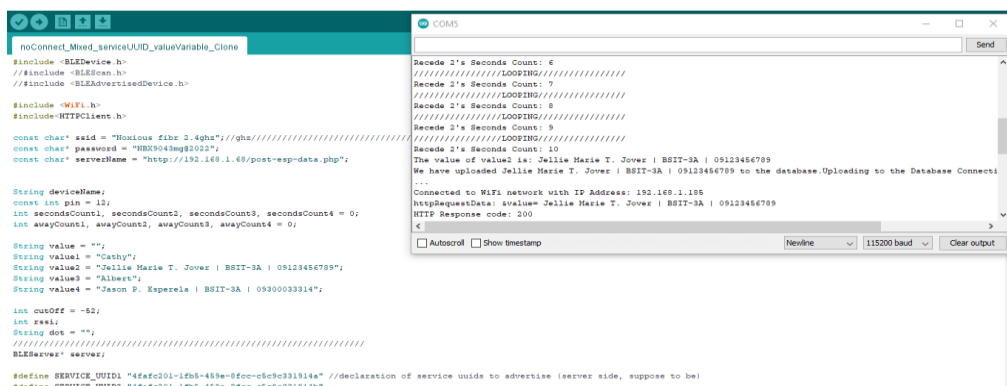 COM5
noConnect_Mixed_serviceUUID_valueVariable_Clone
#include <BLEDevice.h>
//#include <BLEScan.h>
//#include <BLEAdvertisedDevice.h>
#include <WiFi.h>
#include<HTTPClient.h>
const char* ssid = "Noxious fibr 2.4ghz";//ghz///////////////////////////////
const char* password = "NBX9043mg@2022";
const char* serverName = "http://192.168.1.68/post-esp-data.php";
String deviceName;
const int pin = 12;
int secondsCount1, secondsCount2, secondsCount3, secondsCount4 = 0;
int awayCount1, awayCount2, awayCount3, awayCount4 = 0;
String value = "";
String value1 = "Cathy";
String value2 = "Jellie Marie T. Jover | BSIT-3A | 09123456789";
String value3 = "Albert";
String value4 = "Jason P. Esperela | BSIT-3A | 09300033314";
int cutOff = -52;
int rssi;
String dot = "";
//////////////////////////////////////////////////////////////////////
BLEServer* server;
#define SERVICE_UUID1 "4fafc201-1fb5-459e-8fcc-c5c9c331914a" //declaration of service uuids to advertise (server side, suppose to be)
Send
Recede 2's Seconds Count: 6
/////////////////LOOPING/////////////////
Recede 2's Seconds Count: 7
/////////////////LOOPING/////////////////
Recede 2's Seconds Count: 8
/////////////////LOOPING/////////////////
Recede 2's Seconds Count: 9
/////////////////LOOPING/////////////////
Recede 2's Seconds Count: 10
The value of value2 is: Jellie Marie T. Jover | BSIT-3A | 09123456789
We have uploaded Jellie Marie T. Jover | BSIT-3A | 09123456789 to the database.Uploading to the Database Connecti
...
Connected to WiFi network with IP Address: 192.168.1.185
httpRequestData: &value= Jellie Marie T. Jover | BSIT-3A | 09123456789
HTTP Response code: 200
Autoscroll Show timestamp Newline 115200 baud Clear output